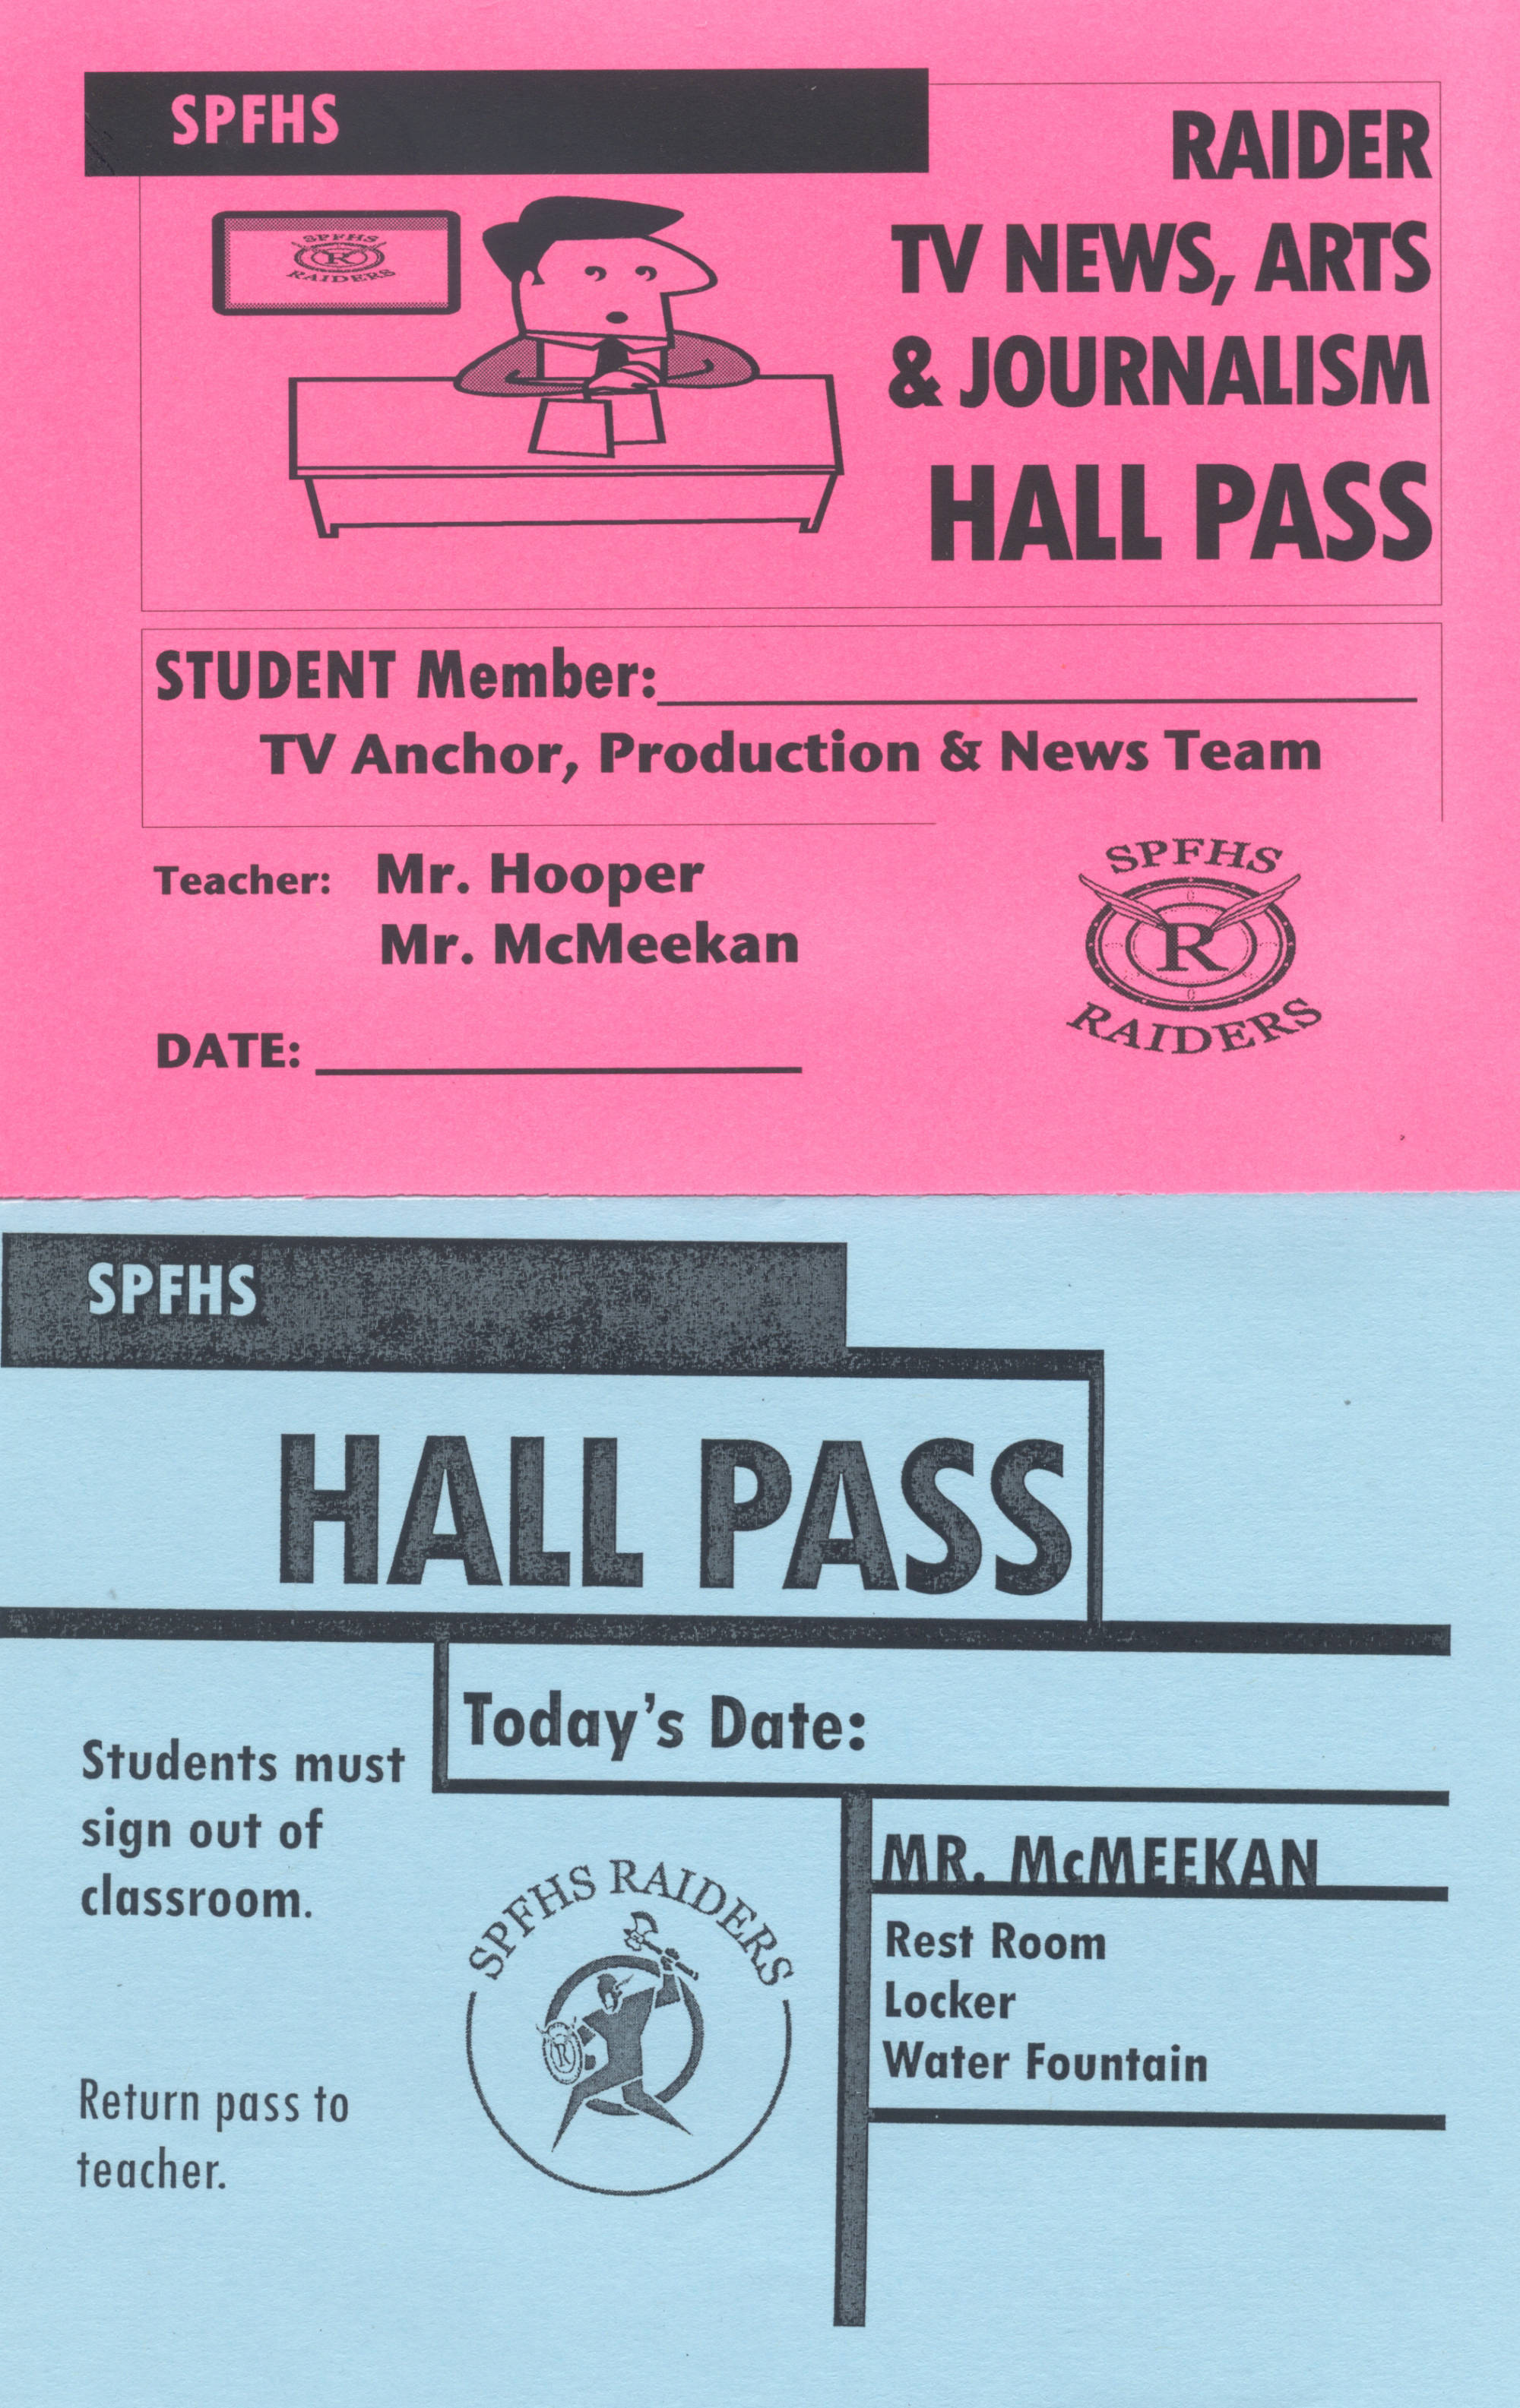 SPFHS
RAIDER
TV NEWS, ARTS
& JOURNALISM
HALL PASS
SPFHS
R
RAIDERS
STUDENT Member:
TV Anchor, Production & News Team
Teacher: Mr. Hooper
Mr. McMeekan
DATE:
SPFHS
R
RAIDERS
SPFHS
HALL PASS
Today's Date:
Students must
sign out of
classroom.
Return pass to
teacher.
SPFHS RAIDERS
R
MR. McMEEKAN
Rest Room
Locker
Water Fountain